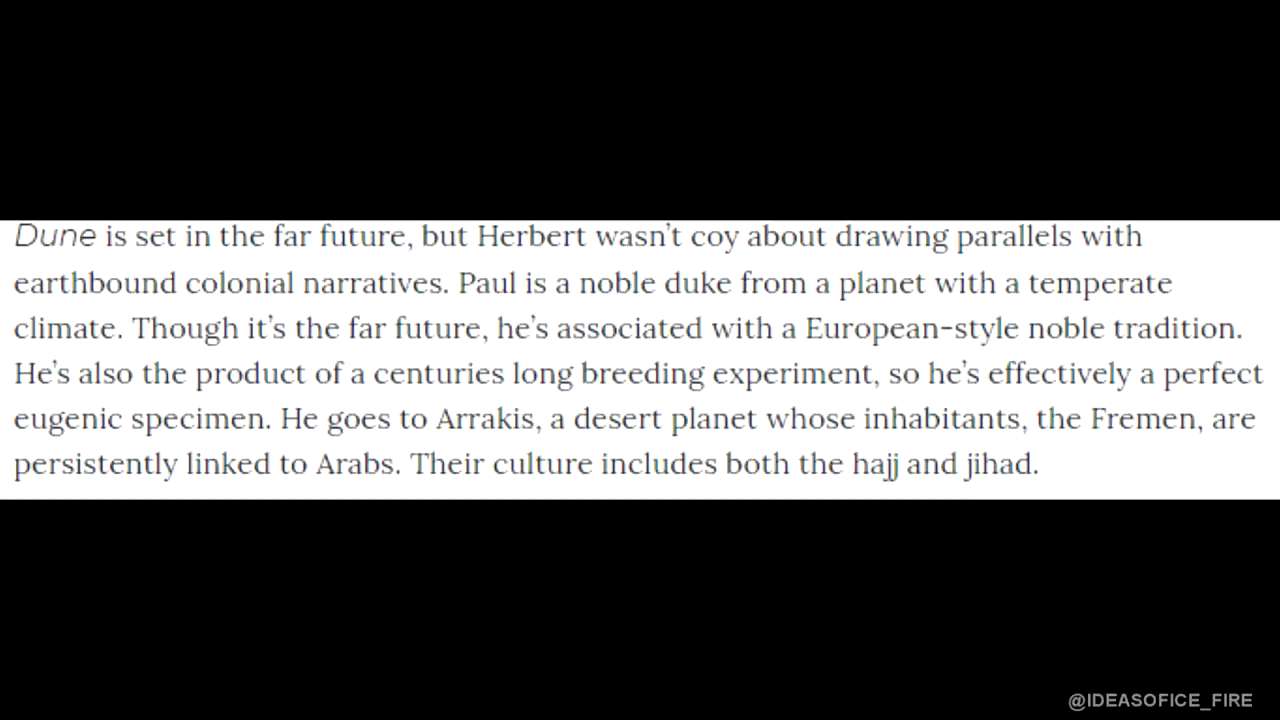 Dune is set in the far future, but Herbert wasn't coy about drawing parallels with
earthbound colonial narratives. Paul is a noble duke from a planet with a temperate
climate. Though it's the far future, he's associated with a European-style noble tradition.
He's also the product of a centuries long breeding experiment, so he's effectively a perfect
eugenic specimen. He goes to Arrakis, a desert planet whose inhabitants, the Fremen, are
persistently linked to Arabs. Their culture includes both the hajj and jihad.
@IDEASOFICE_FIRE